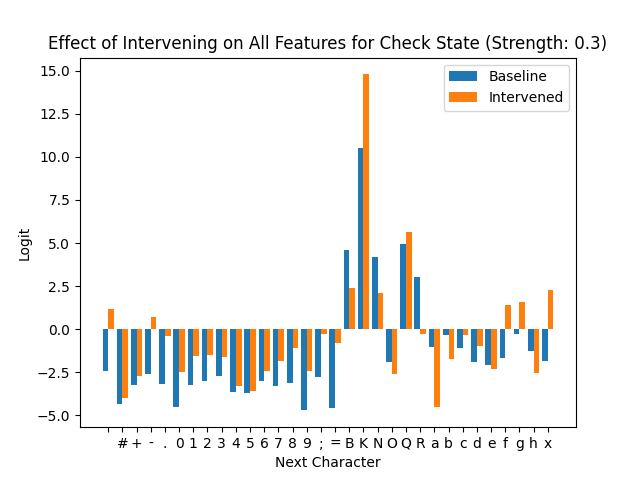 Effect of Intervening on All Features for Check State (Strength: 0.3)
Baseline
Intervened
15.0
12.5
10.0
7.5
5.0
2.5
0.0
−2.5
−5.0
Logit
# + - . 0 1 2 3 4 5 6 7 8 9 ; = B K N O Q R a b c d e f g h x
Next Character